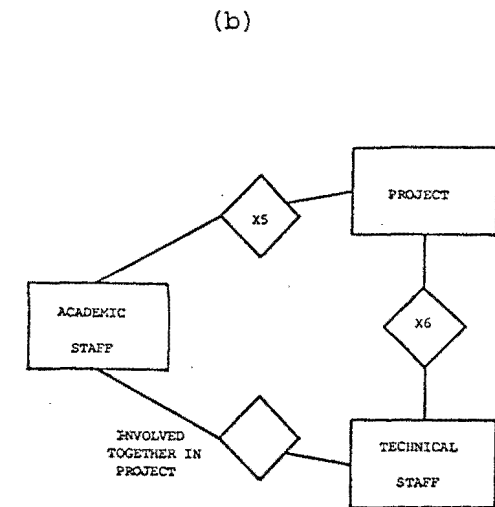 (b)
PROJECT
X5
X6
ACADEMIC
STAFF
INVOLVED
TOGETHER IN
PROJECT
TECHNICAL
STAFF